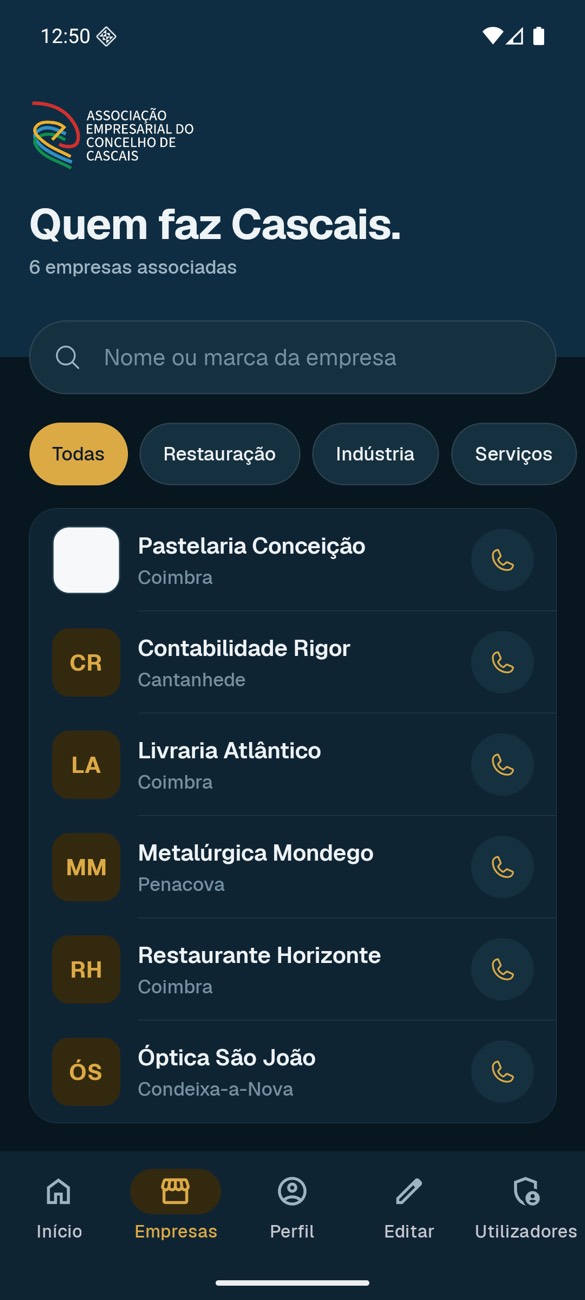 12:50
ASSOCIAÇÃO
EMPRESARIAL DO
CONCELHO DE
CASCAIS
Quem faz Cascais.
6 empresas associadas
Nome ou marca da empresa
Todas
Restauração
Indústria
Serviços
Pastelaria Conceição
Coimbra
CR
Contabilidade Rigor
Cantanhede
LA
Livraria Atlântico
Coimbra
MM
Metalúrgica Mondego
Penacova
RH
Restaurante Horizonte
Coimbra
ÓS
Óptica São João
Condeixa-a-Nova
Início
Empresas
Perfil
Editar
Utilizadores